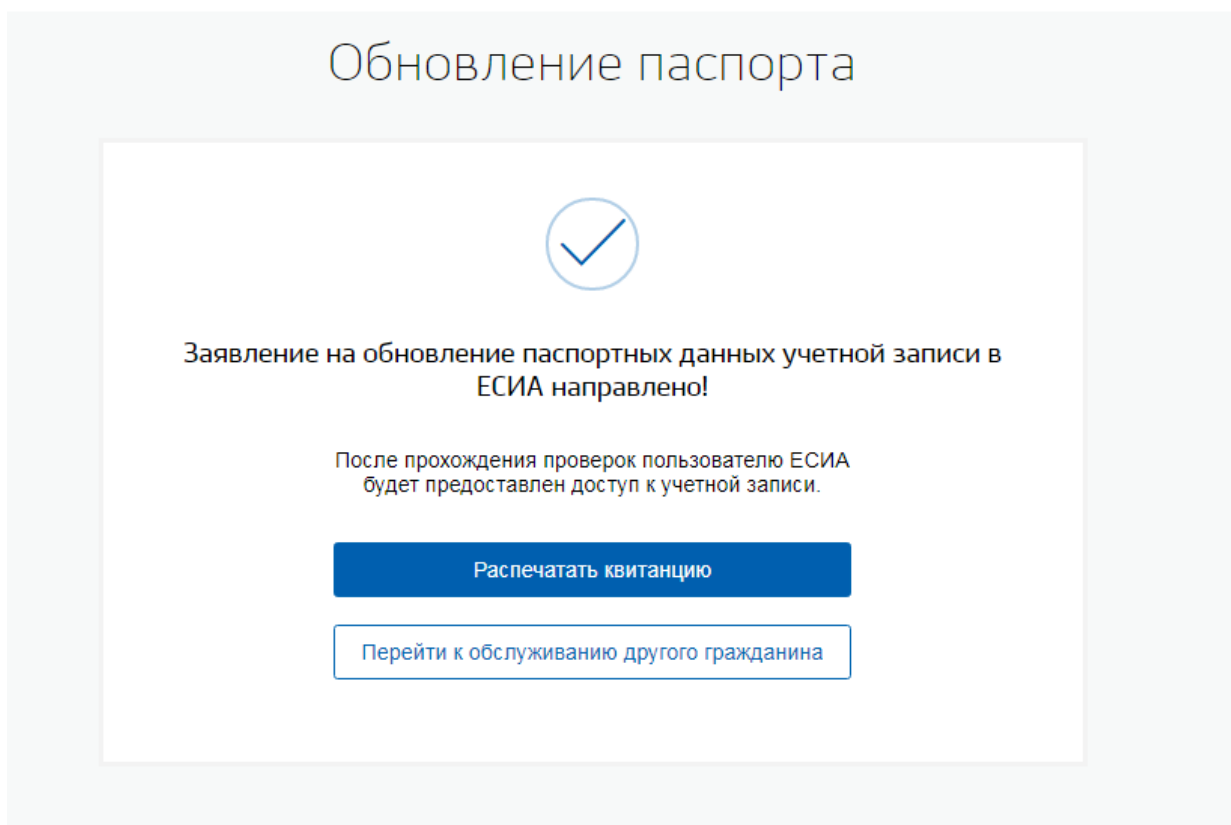 Обновление паспорта
Заявление на обновление паспортных данных учетной записи в
ЕСИА направлено!
После прохождения проверок пользователю ЕСИА
будет предоставлен доступ к учетной записи.
Распечатать квитанцию
Перейти к обслуживанию другого гражданина